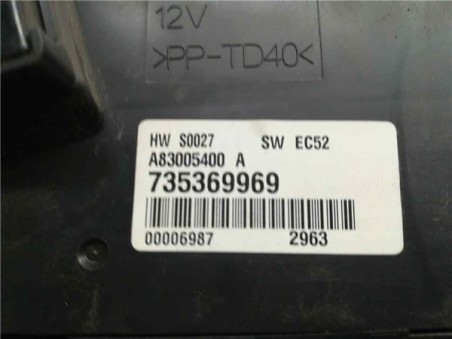 12V
>PP-TD40<
HW S0027 SW EC52
A83005400 A
735369969
00006987 2963